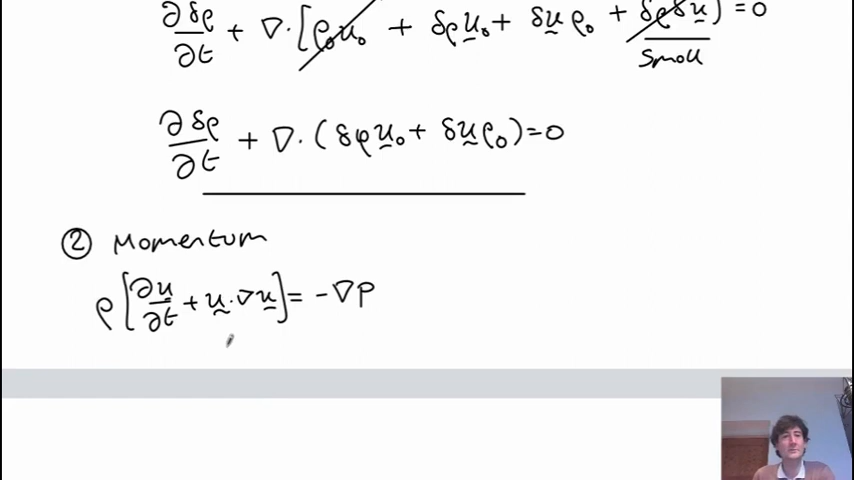 ∂δρ/∂t + ∇·[ρ₀u₀ + δρu₀ + δuρ₀ + δρδu] = 0
small
∂δρ/∂t + ∇·(δρu₀ + δuρ₀) = 0
② Momentum
ρ[∂u/∂t + u·∇u] = -∇P